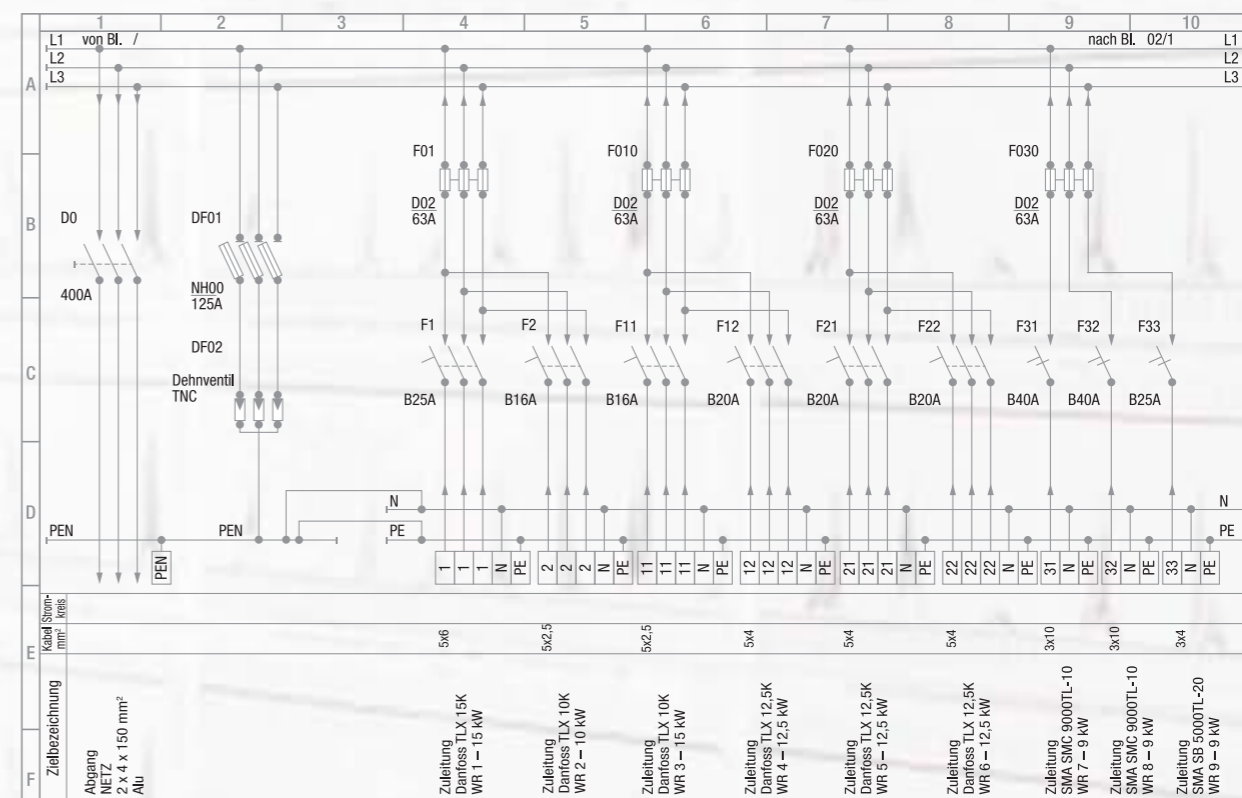 1 2 3 4 5 6 7 8 9 10
L1 von Bl. / nach Bl. 02/1 L1
L2 L2
L3 L3
A
F01 F010 F020 F030
B
D0 DF01
D02 D02 D02 D02
63A 63A 63A 63A
400A
NH00
125A
F1 F2 F11 F12 F21 F22 F31 F32 F33
C
DF02
Dehnventil
TNC
B25A B16A B16A B20A B20A B20A B40A B40A B25A
D
N N
PEN PEN PE PE
PEN
1 1 1 N PE 2 2 2 N PE 11 11 11 N PE 12 12 12 N PE 21 21 21 N PE 22 22 22 N PE 31 N PE 32 N PE 33 N PE
Strom-
kreis
E
Kabel
mm²
5x6 5x2,5 5x2,5 5x4 5x4 5x4 3x10 3x10 3x4
F
Zielbezeichnung
Abgang
NETZ
2 x 4 x 150 mm²
Alu
Zuleitung
Danfoss TLX 15K
WR 1 – 15 kW
Zuleitung
Danfoss TLX 10K
WR 2 – 10 kW
Zuleitung
Danfoss TLX 10K
WR 3 – 15 kW
Zuleitung
Danfoss TLX 12,5K
WR 4 – 12,5 kW
Zuleitung
Danfoss TLX 12,5K
WR 5 – 12,5 kW
Zuleitung
Danfoss TLX 12,5K
WR 6 – 12,5 kW
Zuleitung
SMA SMC 9000TL-10
WR 7 – 9 kW
Zuleitung
SMA SMC 9000TL-10
WR 8 – 9 kW
Zuleitung
SMA SB 5000TL-20
WR 9 – 9 kW